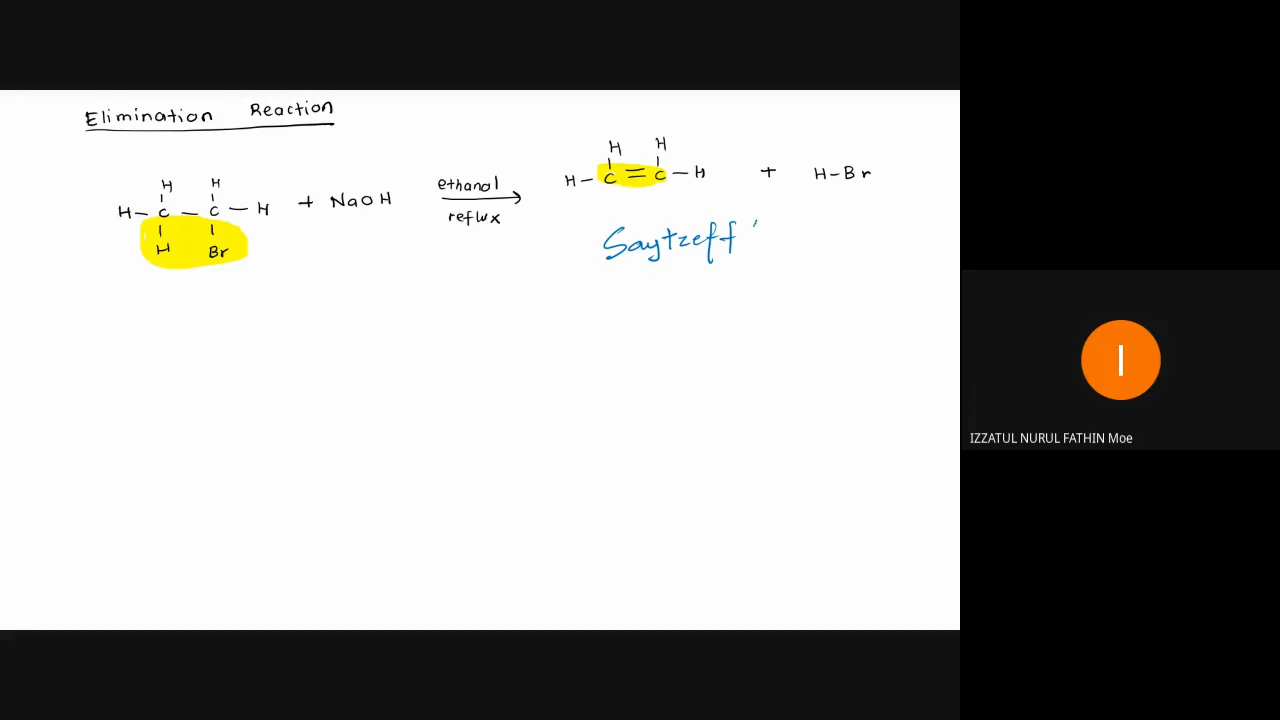 Elimination Reaction
H H
H - C - C - H + NaOH
H Br
ethanol
reflux
H H
H - C = C - H + H - Br
Saytzeff '
I
IZZATUL NURUL FATHIN Moe